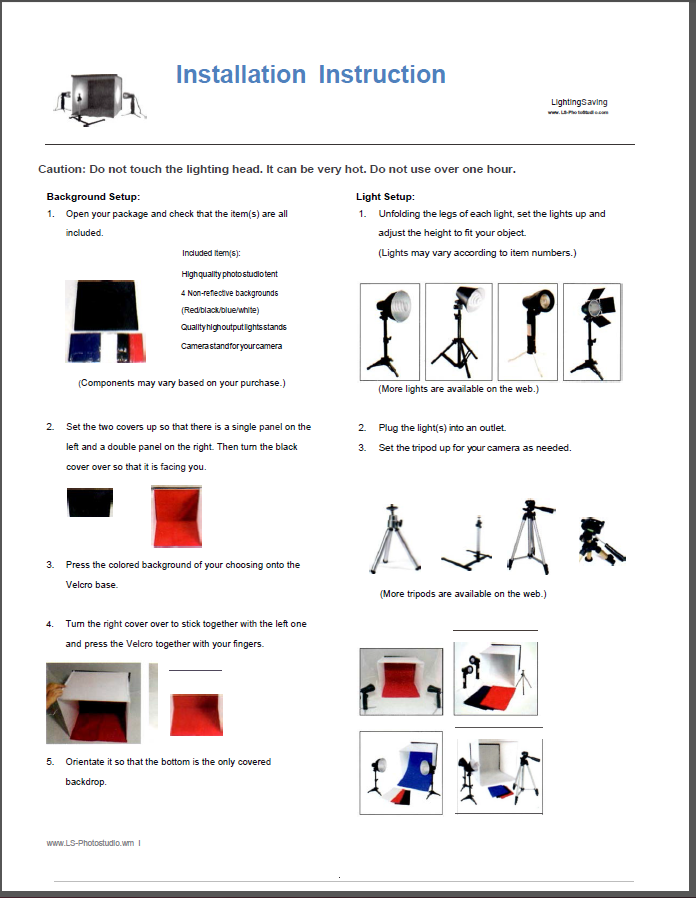 Installation Instruction
LightingSaving
www. LS-PhotoStudio.com
Caution: Do not touch the lighting head. It can be very hot. Do not use over one hour.
Background Setup:
1. Open your package and check that the item(s) are all
included.
Included Item(s):
High quality photo studio tent
4 Non-reflective backgrounds
(Red/black/blue/white)
Quality high output lights stands
Camera stand for your camera
(Components may vary based on your purchase.)
2. Set the two covers up so that there is a single panel on the
left and a double panel on the right. Then turn the black
cover over so that it is facing you.
3. Press the colored background of your choosing onto the
Velcro base.
4. Turn the right cover over to stick together with the left one
and press the Velcro together with your fingers.
5. Orientate it so that the bottom is the only covered
backdrop.
Light Setup:
1. Unfolding the legs of each light, set the lights up and
adjust the height to fit your object.
(Lights may vary according to item numbers.)
(More lights are available on the web.)
2. Plug the light(s) into an outlet.
3. Set the tripod up for your camera as needed.
(More tripods are available on the web.)
www.LS-Photostudio.wm I